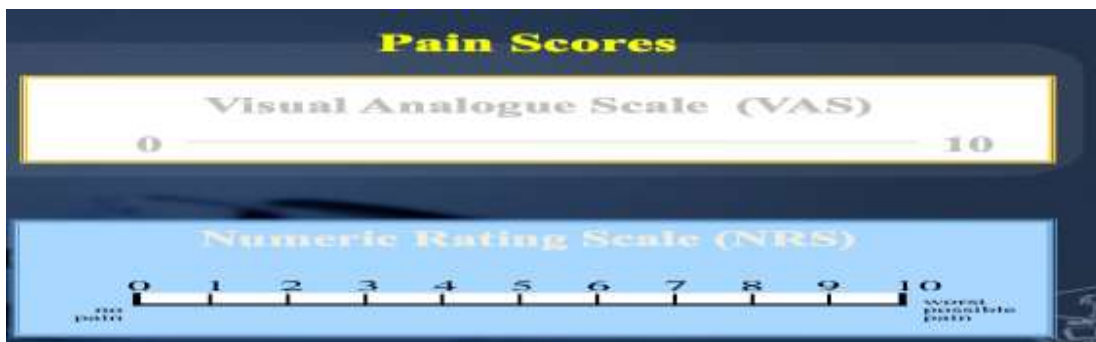 Pain Scores
Visual Analogue Scale (VAS)
0 10
Numeric Rating Scale (NRS)
0 1 2 3 4 5 6 7 8 9 10
no pain
worst possible pain